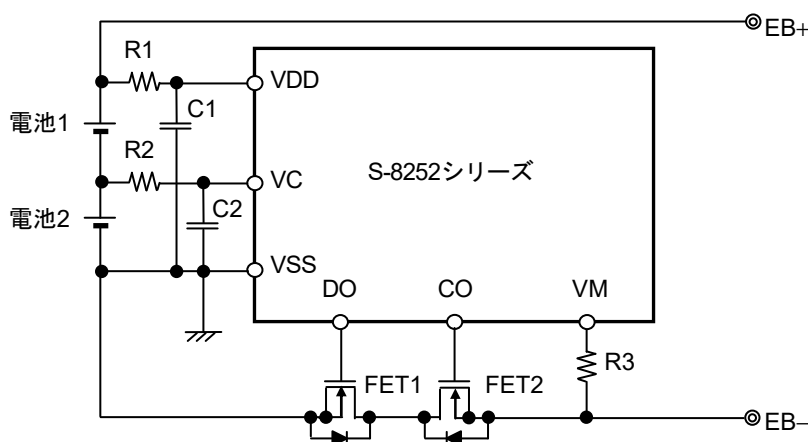 EB+
R1
VDD
C1
電池1
R2
S-8252シリーズ
VC
C2
電池2
VSS
DO
CO
VM
R3
FET1
FET2
EB−